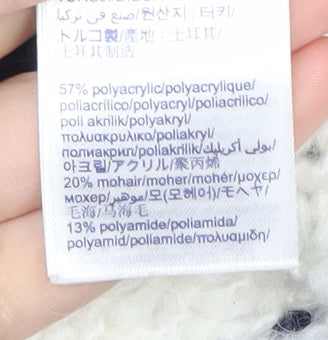 صنع في تركيا/원산지 : 터키/
トルコ製/產地：土耳其/
土耳其制造
57% polyacrylic/polyacrylique/
poliacrílico/polyacryl/poliacrilico/
poli akrilik/polyakryl/
πολυακρυλικο/poliakryl/
полиакрил/poliakrilik/بولي أكريليك/
아크릴/アクリル/聚丙烯
20% mohair/moher/mohér/μοχερ/
мохер/موهير/모(모헤어)/モヘヤ/
毛海/马海毛
13% polyamide/poliamida/
polyamid/poliamide/πολυαμιδη/